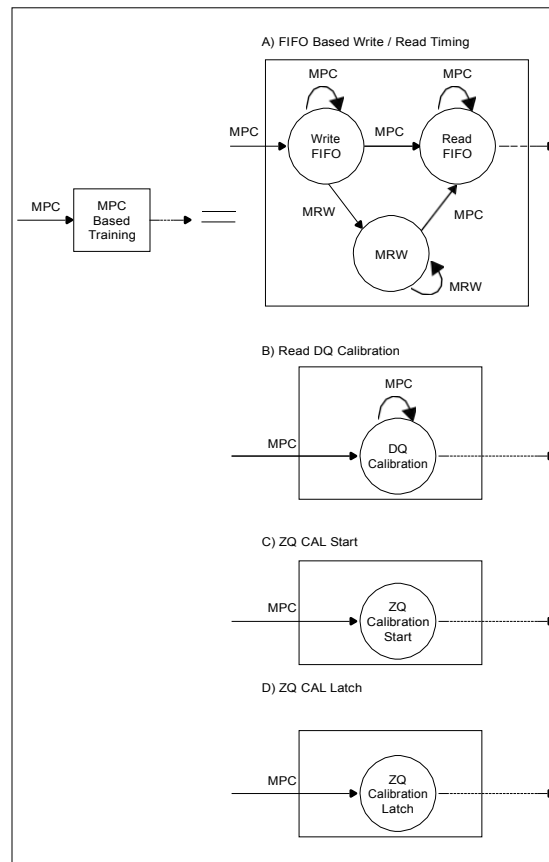 A) FIFO Based Write / Read Timing
MPC
MPC
MPC
Write
FIFO
MPC
Read
FIFO
MPC
MPC
Based
Training
MRW
MPC
MRW
MRW
B) Read DQ Calibration
MPC
MPC
DQ
Calibration
C) ZQ CAL Start
MPC
ZQ
Calibration
Start
D) ZQ CAL Latch
MPC
ZQ
Calibration
Latch